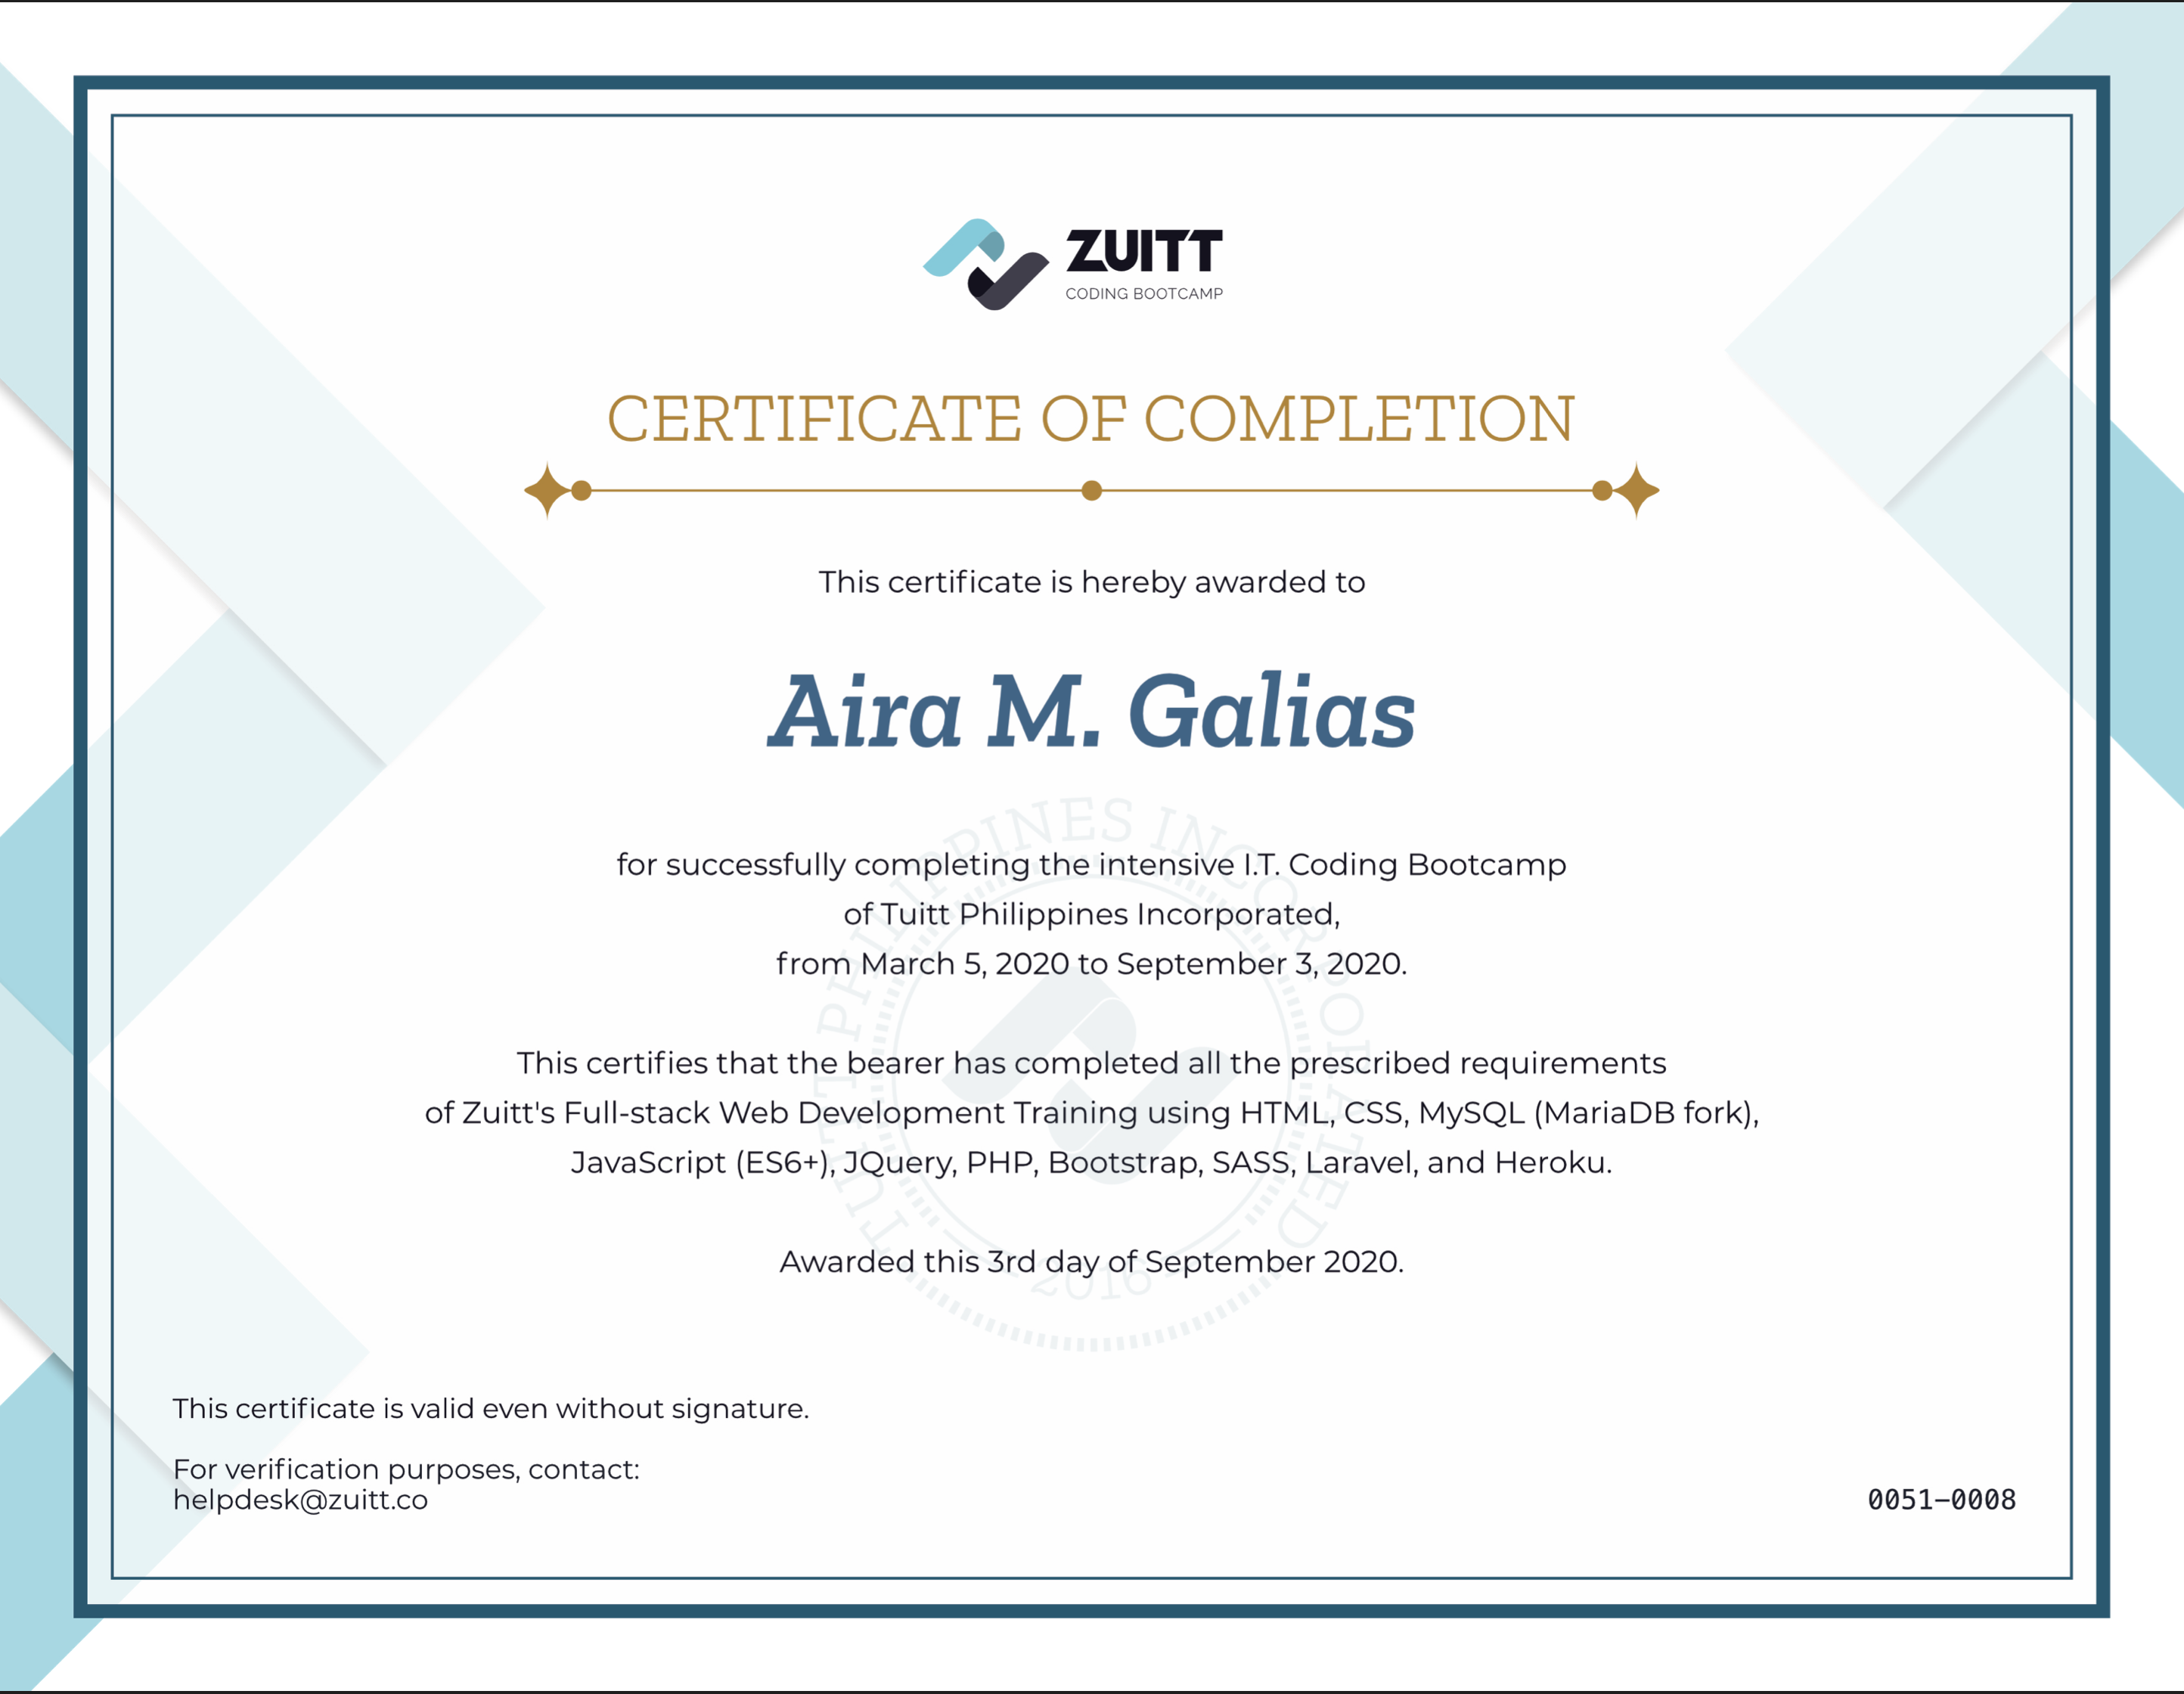 ZUITT
CODING BOOTCAMP
CERTIFICATE OF COMPLETION
This certificate is hereby awarded to
Aira M. Galias
TUITT PHILIPPINES INCORPORATED
for successfully completing the intensive I.T. Coding Bootcamp
of Tuitt Philippines Incorporated,
from March 5, 2020 to September 3, 2020.
This certifies that the bearer has completed all the prescribed requirements
of Zuitt's Full-stack Web Development Training using HTML, CSS, MySQL (MariaDB fork),
JavaScript (ES6+), JQuery, PHP, Bootstrap, SASS, Laravel, and Heroku.
Awarded this 3rd day of September 2020.
2016
This certificate is valid even without signature.
For verification purposes, contact:
helpdesk@zuitt.co
0051-0008